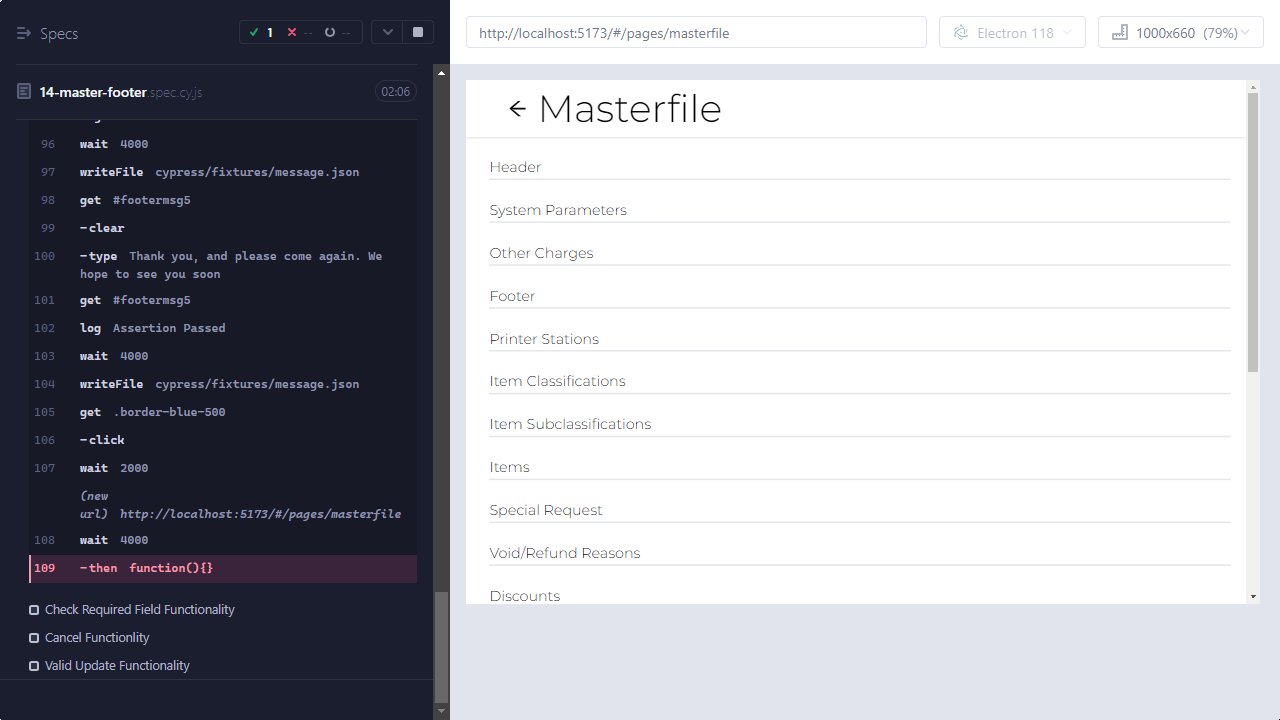 Specs
1
--
--
http://localhost:5173/#/pages/masterfile
Electron 118
1000x660 (79%)
14-master-footer.spec.cy.js
02:06
96 wait 4000
97 writeFile cypress/fixtures/message.json
98 get #footermsg5
99 -clear
100 -type Thank you, and please come again. We
hope to see you soon
101 get #footermsg5
102 log Assertion Passed
103 wait 4000
104 writeFile cypress/fixtures/message.json
105 get .border-blue-500
106 -click
107 wait 2000
(new
url) http://localhost:5173/#/pages/masterfile
108 wait 4000
109 -then function(){}
Check Required Field Functionality
Cancel Functionlity
Valid Update Functionality
Masterfile
Header
System Parameters
Other Charges
Footer
Printer Stations
Item Classifications
Item Subclassifications
Items
Special Request
Void/Refund Reasons
Discounts